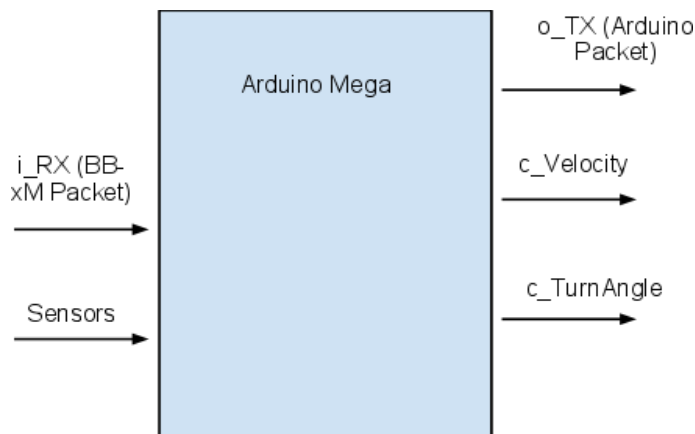 o_TX (Arduino
Packet)
Arduino Mega
i_RX (BB-
xM Packet)
c_Velocity
Sensors
c_TurnAngle